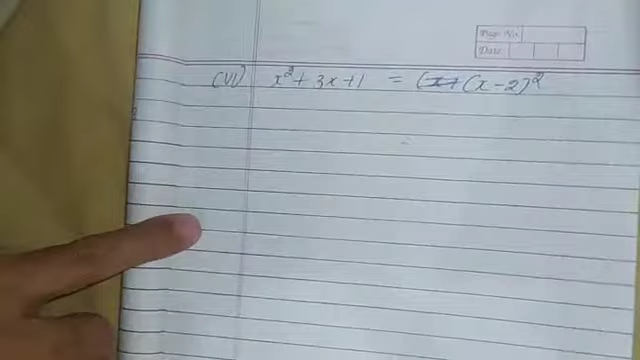 Page No.
Date
(vi) x² + 3x + 1 = (x - 2)²